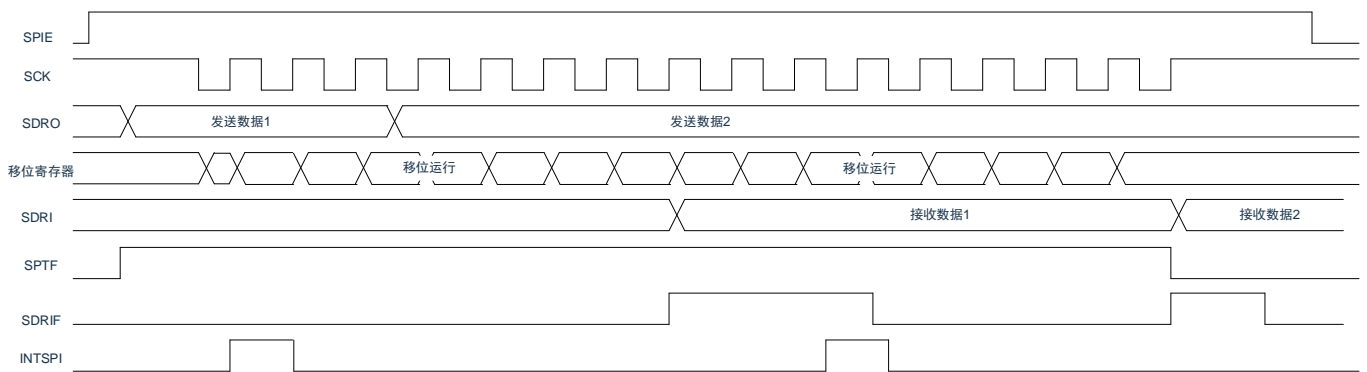 SPIE
SCK
SDRO 发送数据1 发送数据2
移位寄存器 移位运行 移位运行
SDRI 接收数据1 接收数据2
SPTF
SDRIF
INTSPI